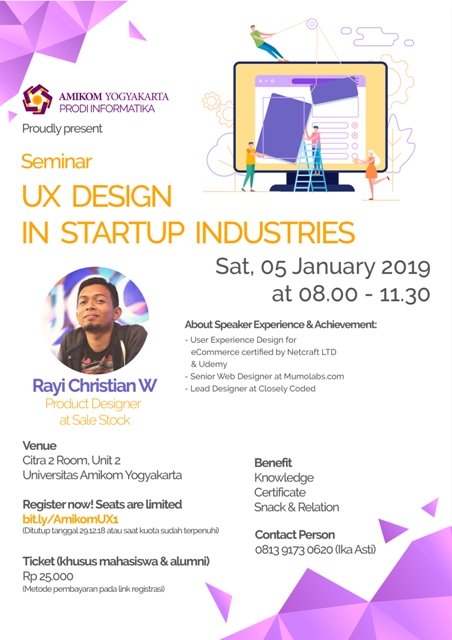 AMIKOM YOGYAKARTA
PRODI INFORMATIKA
Proudly present
Seminar
UX DESIGN
IN STARTUP INDUSTRIES
Sat, 05 January 2019
at 08.00 - 11.30
About Speaker Experience & Achievement:
- User Experience Design for
eCommerce certified by Netcraft LTD
& Udemy
- Senior Web Designer at Mumolabs.com
- Lead Designer at Closely Coded
Rayi Christian W
Product Designer
at Sale Stock
Venue
Citra 2 Room, Unit 2
Universitas Amikom Yogyakarta
Register now! Seats are limited
bit.ly/AmikomUX1
(Ditutup tanggal 29.12.18 atau saat kuota sudah terpenuhi)
Ticket (khusus mahasiswa & alumni)
Rp 25.000
(Metode pembayaran pada link registrasi)
Benefit
Knowledge
Certificate
Snack & Relation
Contact Person
0813 9173 0620 (Ika Asti)